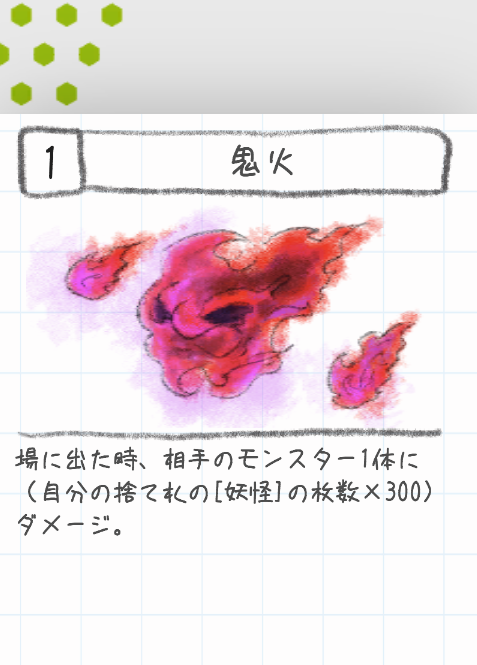 1
鬼火
場に出た時、相手のモンスター1体に
（自分の捨て札の[妖怪]の枚数×300）
ダメージ。